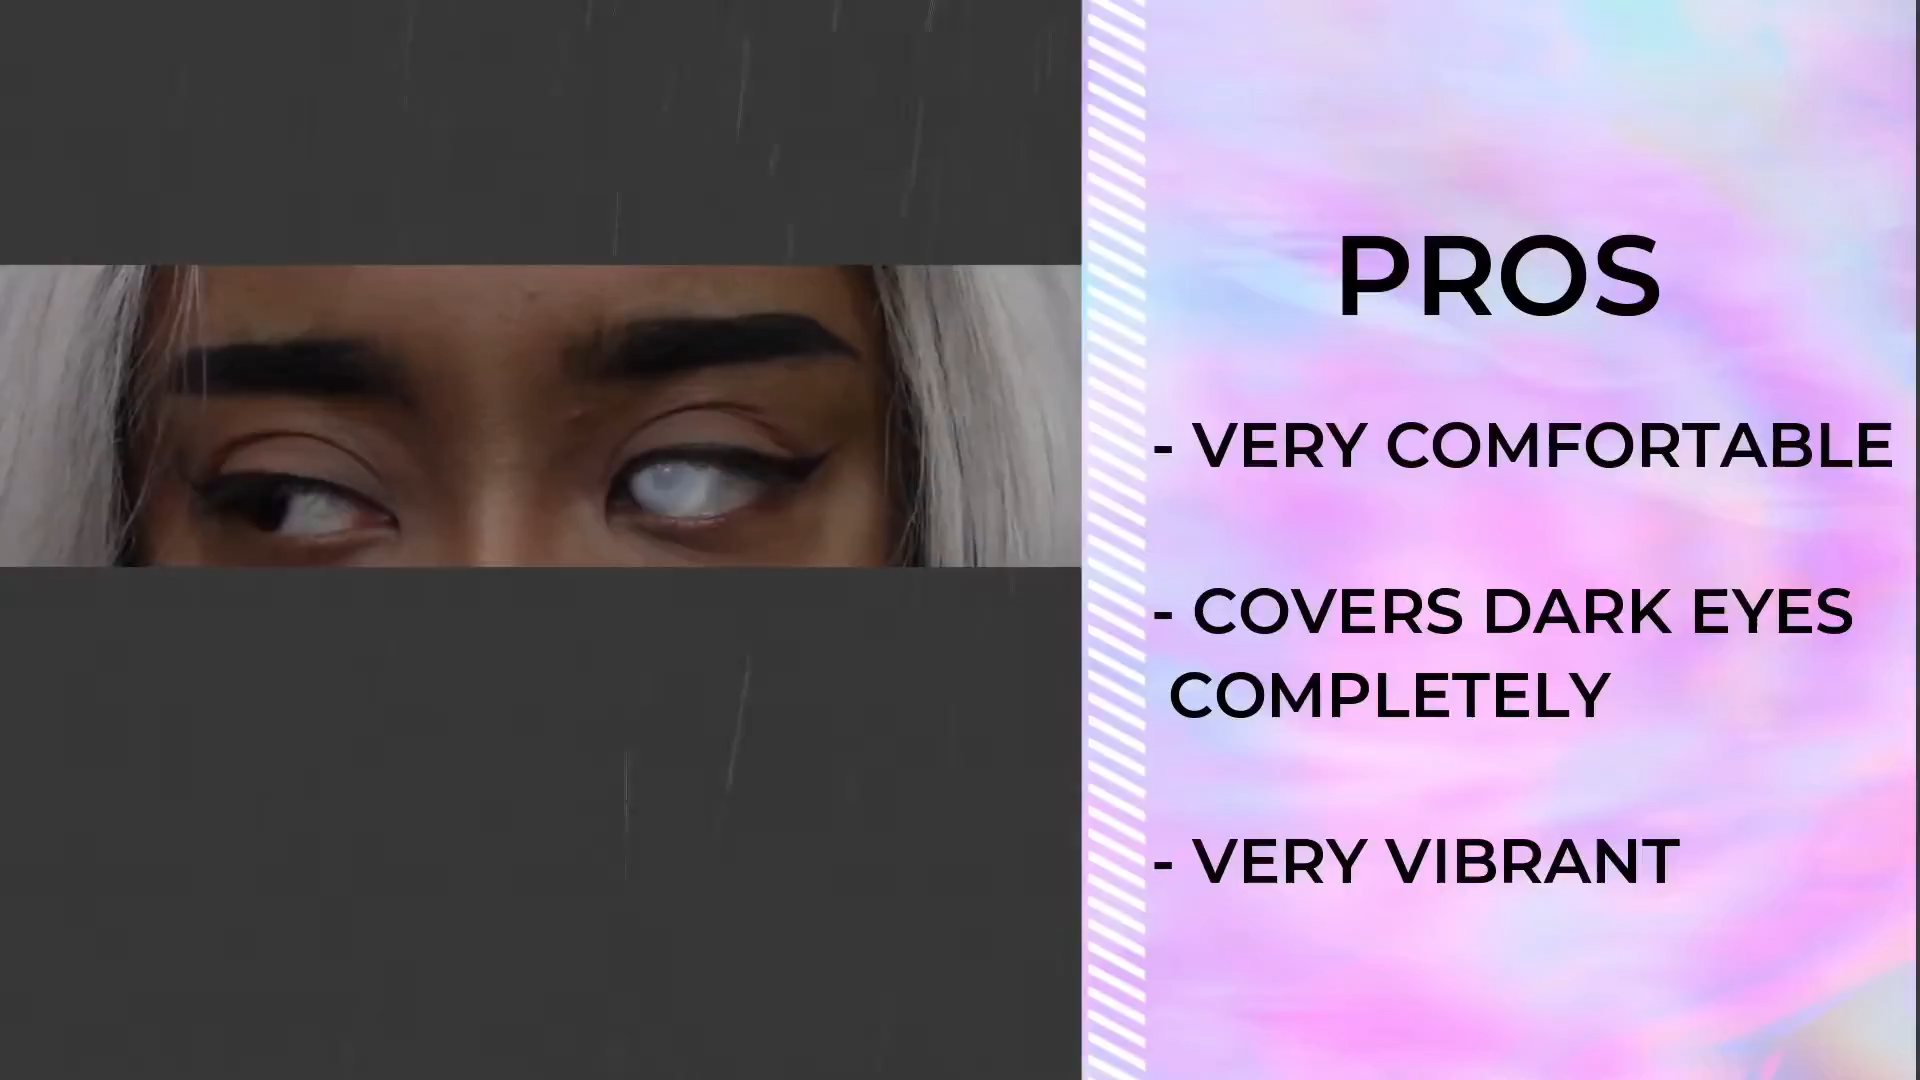 PROS
- VERY COMFORTABLE
- COVERS DARK EYES
COMPLETELY
- VERY VIBRANT